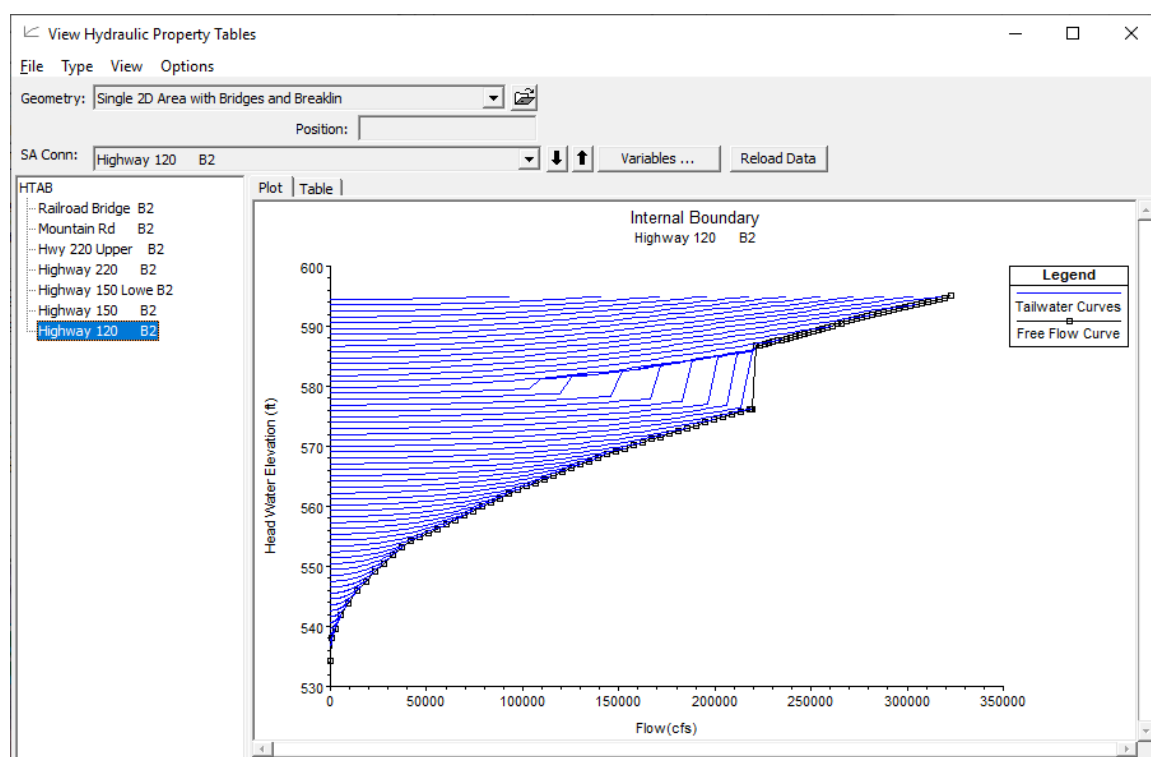 View Hydraulic Property Tables
File Type View Options
Geometry: Single 2D Area with Bridges and Breaklin
Position:
SA Conn: Highway 120 B2 Variables ... Reload Data
HTAB
Railroad Bridge B2
Mountain Rd B2
Hwy 220 Upper B2
Highway 220 B2
Highway 150 Lowe B2
Highway 150 B2
Highway 120 B2
Plot Table
Internal Boundary
Highway 120 B2
Legend
Tailwater Curves
Free Flow Curve
Head Water Elevation (ft)
600
590
580
570
560
550
540
530
0 50000 100000 150000 200000 250000 300000 350000
Flow(cfs)